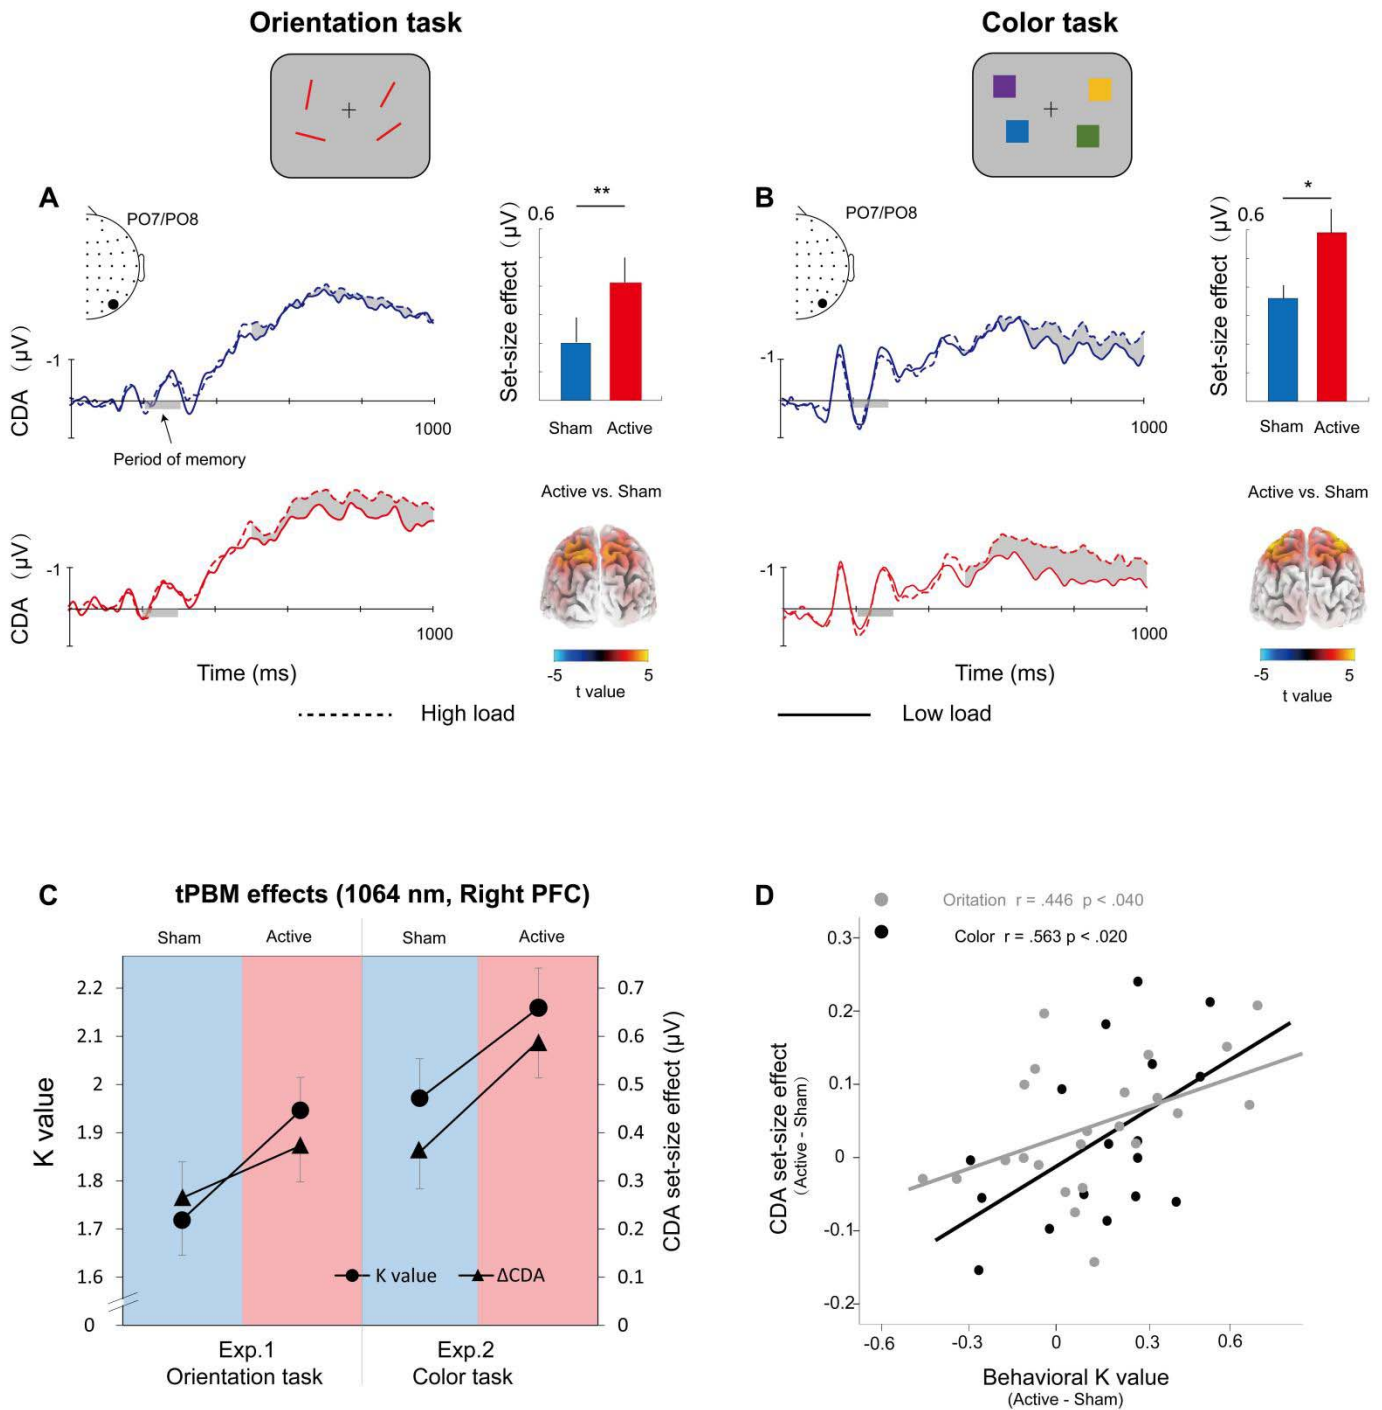 Orientation task
Color task
A
PO7/PO8
-1
CDA (μV)
1000
Period of memory
**
0.6
Set-size effect (μV)
Sham Active
B
PO7/PO8
-1
1000
*
0.6
Set-size effect (μV)
Sham Active
-1
CDA (μV)
1000
Time (ms)
Active vs. Sham
-5 5
t value
-1
1000
Active vs. Sham
-5 5
t value
High load
Low load
C
tPBM effects (1064 nm, Right PFC)
Sham Active Sham Active
K value
2.2
2.1
2
1.9
1.8
1.7
1.6
0
CDA set-size effect (μV)
0.7
0.6
0.5
0.4
0.3
0.2
0.1
0
K value
ΔCDA
Exp.1
Orientation task
Exp.2
Color task
D
Oritation r = .446 p < .040
Color r = .563 p < .020
CDA set-size effect
(Active - Sham)
0.3
0.2
0.1
0
-0.1
-0.2
-0.6 -0.3 0 0.3 0.6
Behavioral K value
(Active - Sham)